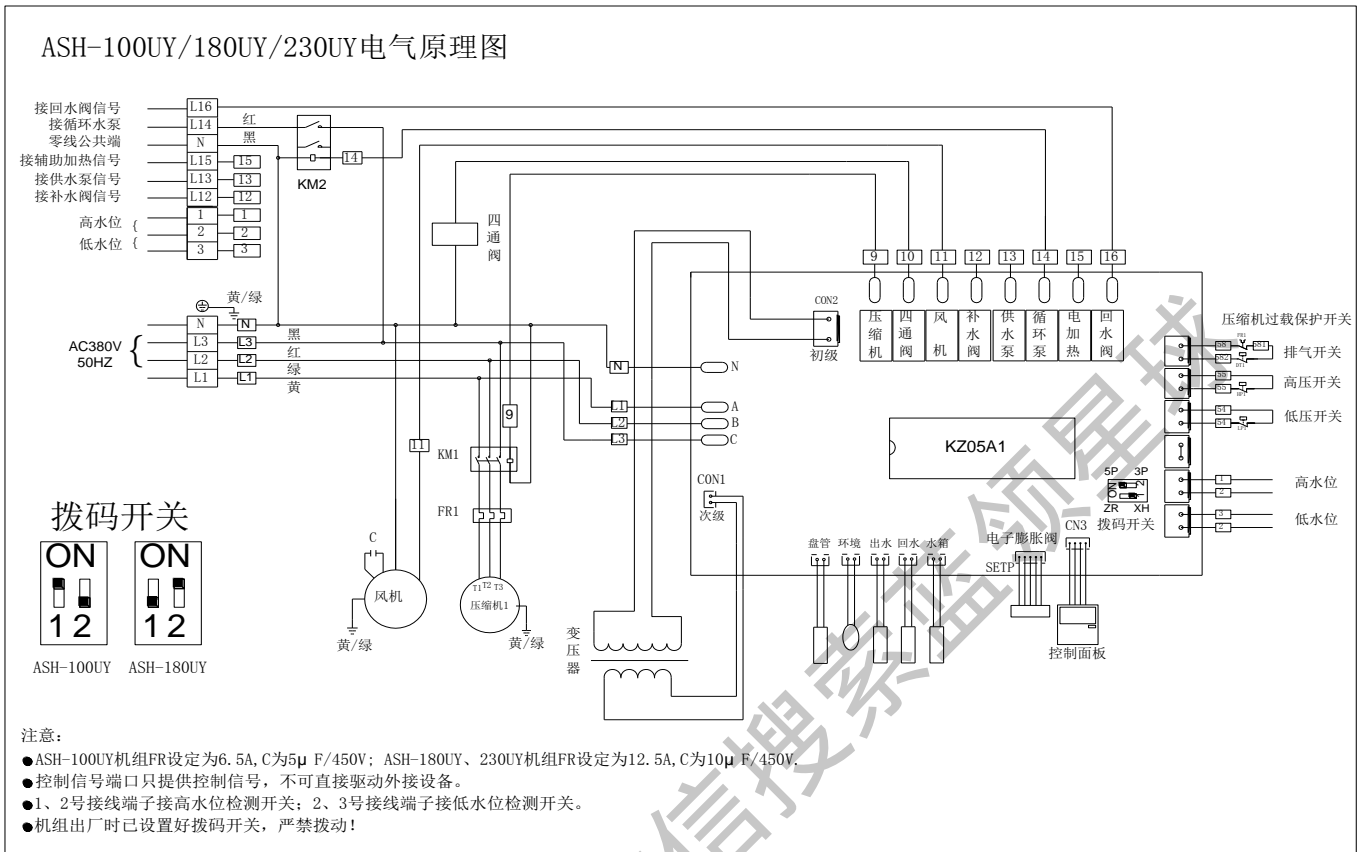 ASH-100UY/180UY/230UY电气原理图
接回水阀信号 L16
接循环水泵 L14 红
零线公共端 N 黑
接辅助加热信号 L15 15
接供水泵信号 L13 13
接补水阀信号 L12 12
高水位 { 1 1
2 2
低水位 { 3 3
14
KM2
四通阀
黄/绿
N N 黑
L3 L3 红
L2 L2 绿
L1 L1 黄
AC380V
50HZ
9 10 11 12 13 14 15 16
压缩机 四通阀 风机 补水阀 供水泵 循环泵 电加热 回水阀
CON2
初级
N N
L1 A
L2 B
L3 C
CON1
次级
KZ05A1
压缩机过载保护开关
排气开关
高压开关
低压开关
54
54
1 高水位
2
3 低水位
2
5P 3P
ON
1 2
ZR XH
拨码开关
9
11
KM1
FR1
C
风机
黄/绿
T1 T2 T3
压缩机1
黄/绿
变压器
盘管 环境 出水 回水 水箱
电子膨胀阀
SETP
CN3
控制面板
拨码开关
ON ON
1 2 1 2
ASH-100UY ASH-180UY
注意:
●ASH-100UY机组FR设定为6.5A,C为5μ F/450V; ASH-180UY、230UY机组FR设定为12.5A,C为10μ F/450V.
●控制信号端口只提供控制信号，不可直接驱动外接设备。
●1、2号接线端子接高水位检测开关；2、3号接线端子接低水位检测开关。
●机组出厂时已设置好拨码开关，严禁拨动！
信搜索蓝领星球